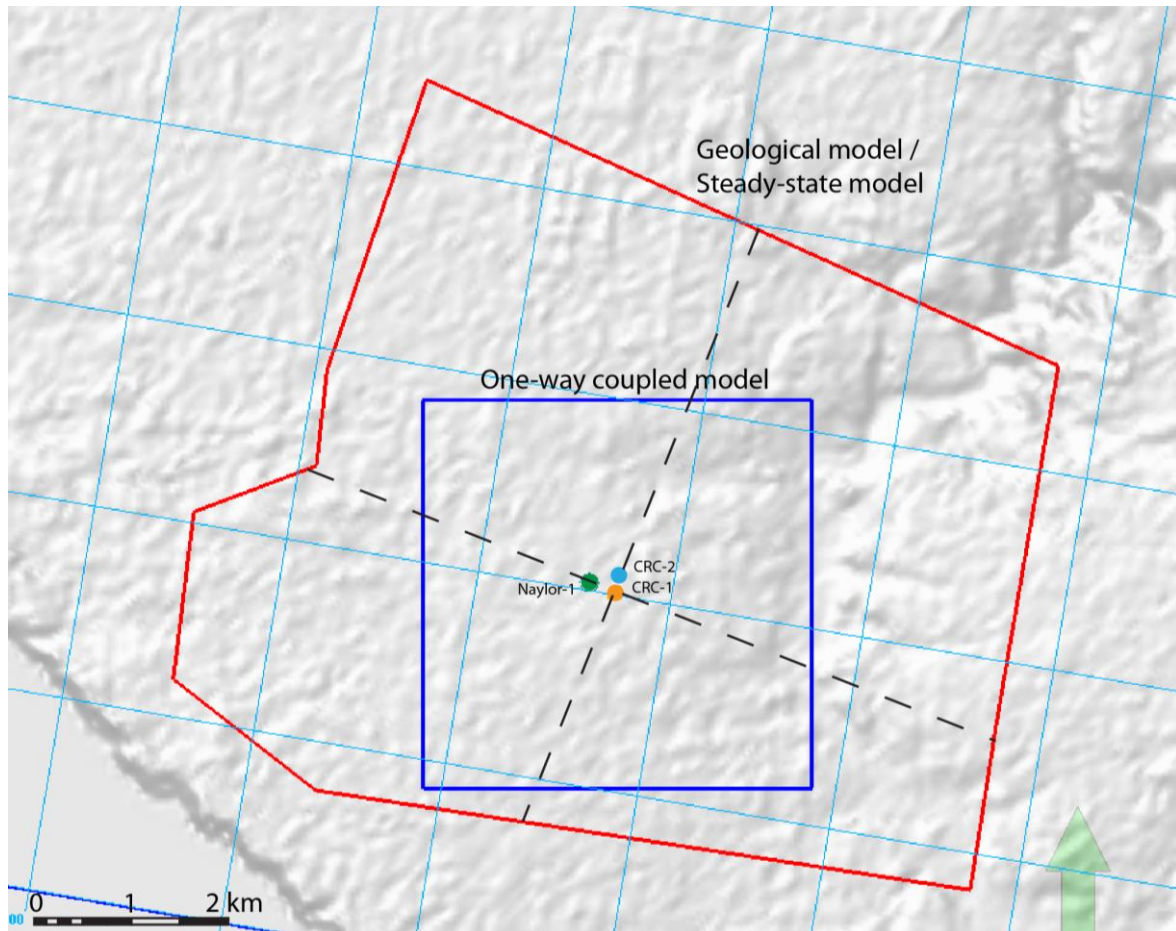 Geological model /
Steady-state model
One-way coupled model
CRC-2
Naylor-1
CRC-1
0 1 2 km
00